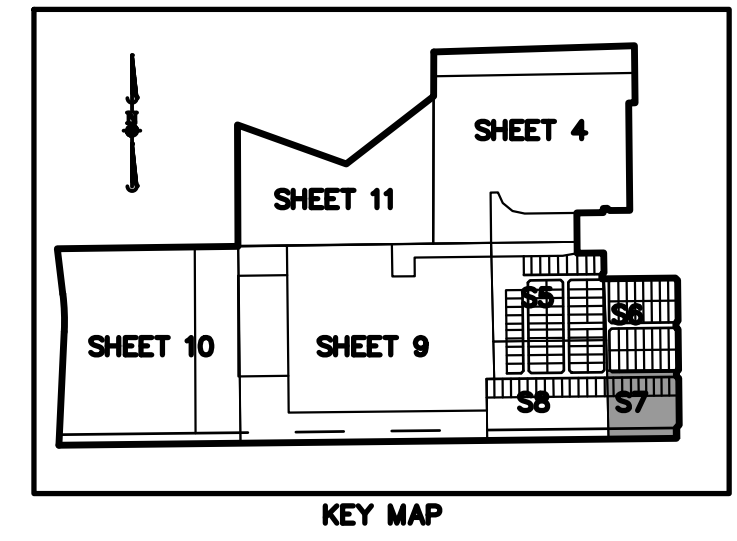 N
SHEET 4
SHEET 11
S5
S6
SHEET 10
SHEET 9
S8
S7
KEY MAP